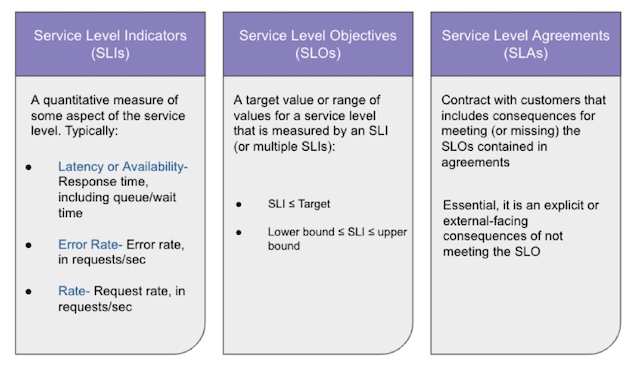 Service Level Indicators
(SLIs)
A quantitative measure of
some aspect of the service
level. Typically:
● Latency or Availability-
Response time,
including queue/wait
time
● Error Rate- Error rate,
in requests/sec
● Rate- Request rate, in
requests/sec
Service Level Objectives
(SLOs)
A target value or range of
values for a service level
that is measured by an SLI
(or multiple SLIs):
● SLI ≤ Target
● Lower bound ≤ SLI ≤ upper
bound
Service Level Agreements
(SLAs)
Contract with customers that
includes consequences for
meeting (or missing) the
SLOs contained in
agreements
Essential, it is an explicit or
external-facing
consequences of not
meeting the SLO